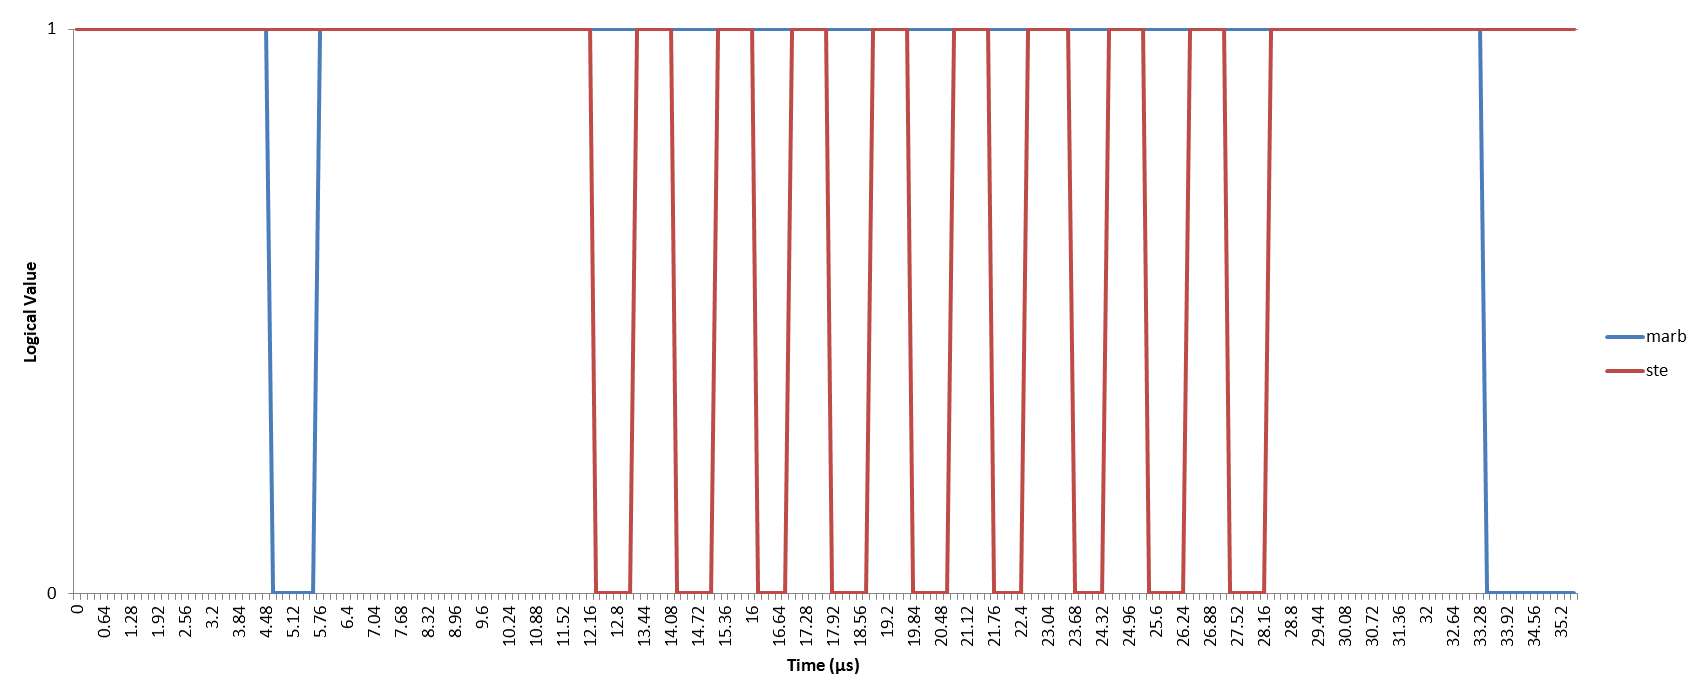 1
0
Logical Value
0 0.64 1.28 1.92 2.56 3.2 3.84 4.48 5.12 5.76 6.4 7.04 7.68 8.32 8.96 9.6 10.24 10.88 11.52 12.16 12.8 13.44 14.08 14.72 15.36 16 16.64 17.28 17.92 18.56 19.2 19.84 20.48 21.12 21.76 22.4 23.04 23.68 24.32 24.96 25.6 26.24 26.88 27.52 28.16 28.8 29.44 30.08 30.72 31.36 32 32.64 33.28 33.92 34.56 35.2
Time (μs)
marb
ste